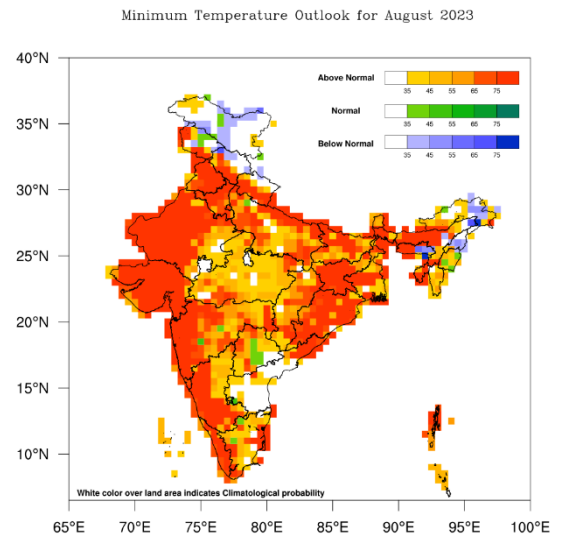 Minimum Temperature Outlook for August 2023
40°N
35°N
30°N
25°N
20°N
15°N
10°N
Above Normal
35 45 55 65 75
Normal
35 45 55 65 75
Below Normal
35 45 55 65 75
White color over land area indicates Climatological probability
65°E 70°E 75°E 80°E 85°E 90°E 95°E 100°E